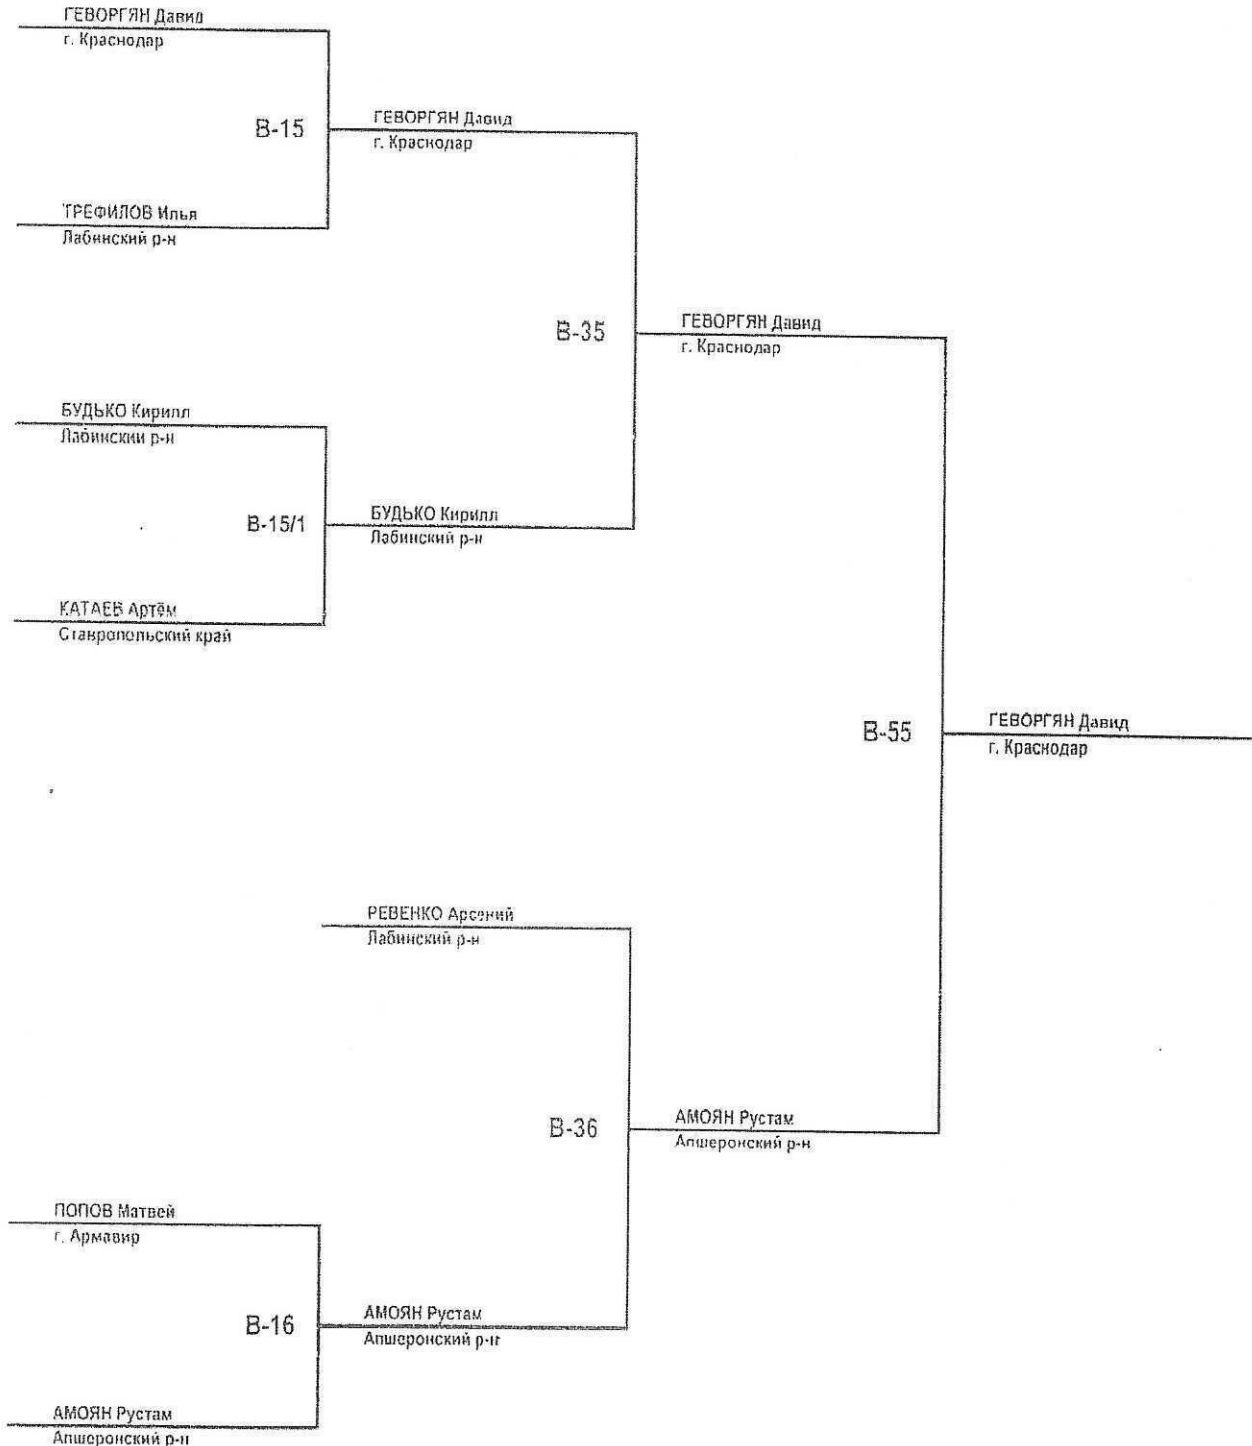 ГЕВОРГЯН Давид
г. Краснодар
В-15
ГЕВОРГЯН Давид
г. Краснодар
ТРЕФИЛОВ Илья
Лабинский р-н
В-35
ГЕВОРГЯН Давид
г. Краснодар
БУДЬКО Кирилл
Лабинский р-н
В-15/1
БУДЬКО Кирилл
Лабинский р-н
КАТАЕВ Артём
Ставропольский край
В-55
ГЕВОРГЯН Давид
г. Краснодар
РЕВЕНКО Арсений
Лабинский р-н
В-36
АМОЯН Рустам
Апшеронский р-н
ПОПОВ Матвей
г. Армавир
В-16
АМОЯН Рустам
Апшеронский р-н
АМОЯН Рустам
Апшеронский р-н